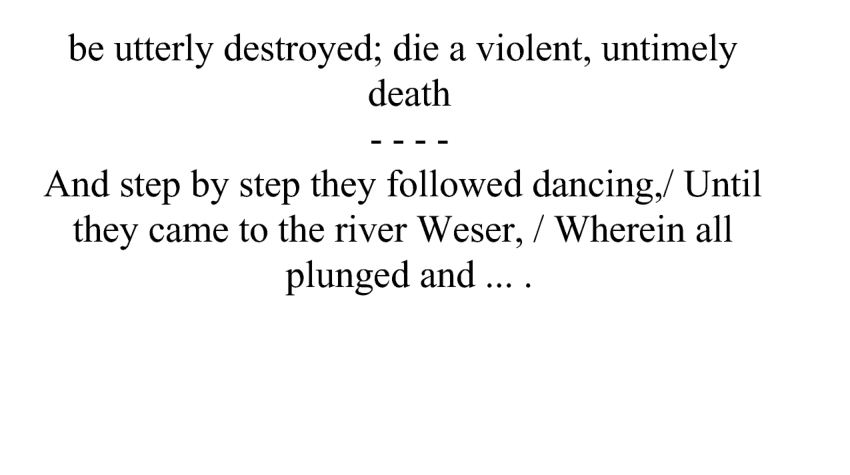 be utterly destroyed; die a violent, untimely
death
- - - -
And step by step they followed dancing,/ Until
they came to the river Weser, / Wherein all
plunged and ... .